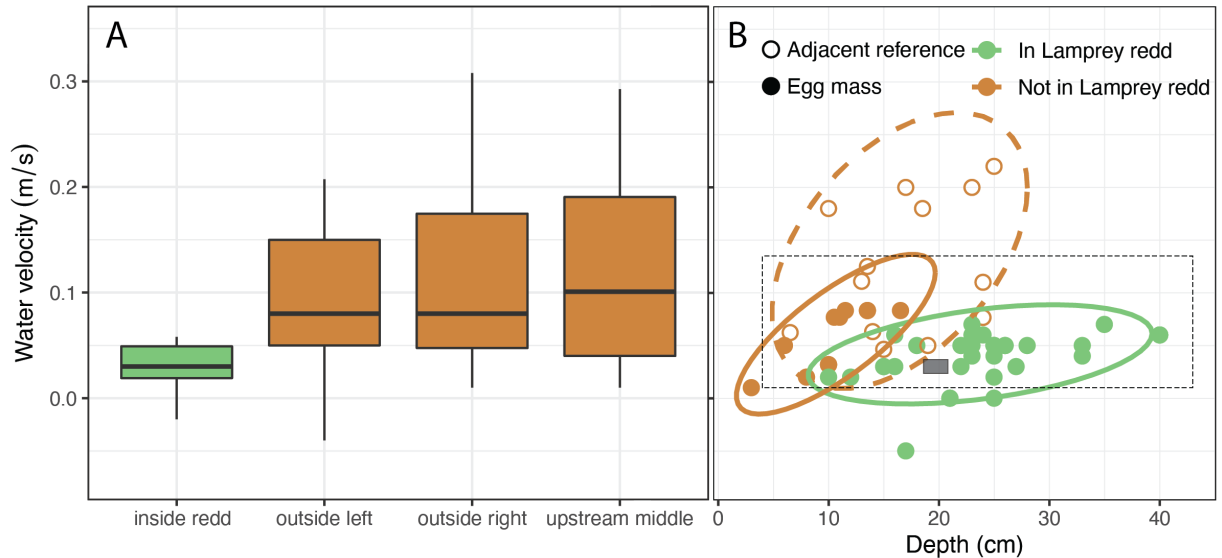 A
B
Adjacent reference
In Lamprey redd
Egg mass
Not in Lamprey redd
Water velocity (m/s)
0.3
0.2
0.1
0.0
inside redd
outside left
outside right
upstream middle
0
10
20
30
40
Depth (cm)